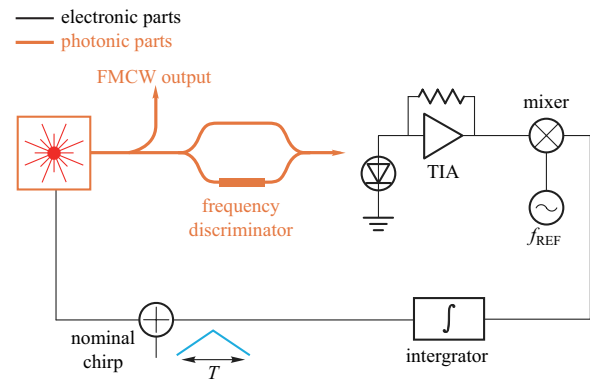 electronic parts
photonic parts
FMCW output
frequency
discriminator
TIA
mixer
fREF
nominal
chirp
T
∫
intergrator